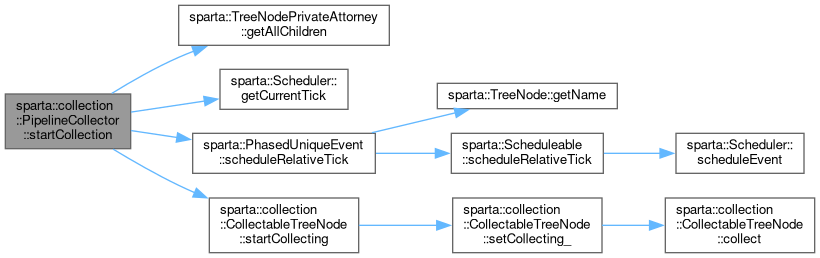 sparta::TreeNodePrivateAttorney
::getAllChildren
sparta::Scheduler::
getCurrentTick
sparta::collection
::PipelineCollector
::startCollection
sparta::TreeNode::getName
sparta::PhasedUniqueEvent
::scheduleRelativeTick
sparta::Scheduleable
::scheduleRelativeTick
sparta::Scheduler::
scheduleEvent
sparta::collection
::CollectableTreeNode
::startCollecting
sparta::collection
::CollectableTreeNode
::setCollecting_
sparta::collection
::CollectableTreeNode
::collect